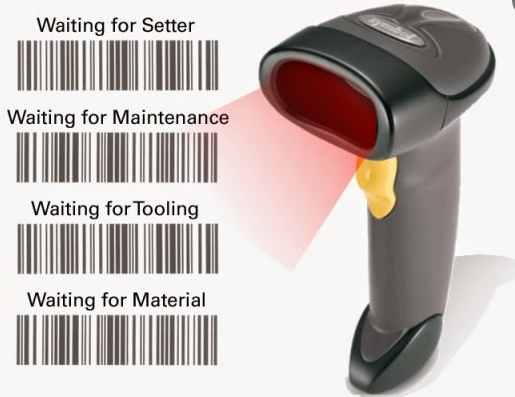 Waiting for Setter
Waiting for Maintenance
Waiting for Tooling
Waiting for Material